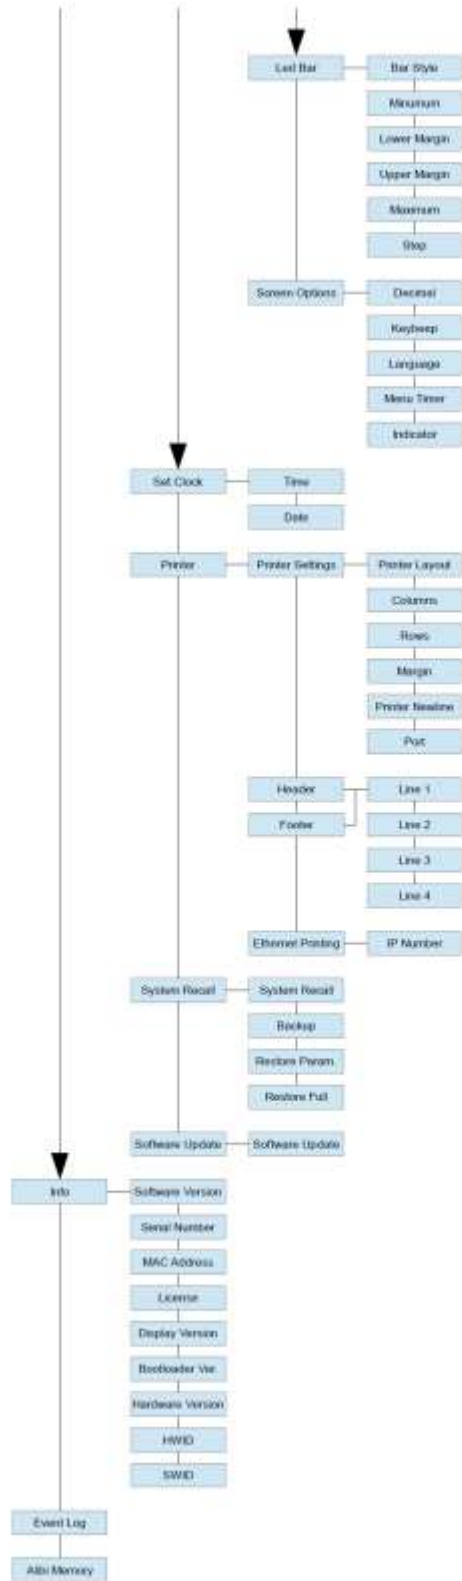 Led Bar
Bar Style
Minumum
Lower Margin
Upper Margin
Maximum
Step
Screen Options
Decimal
Keybeep
Language
Menu Timer
Indicator
Set Clock
Time
Date
Printer
Printer Settings
Printer Layout
Columns
Rows
Margin
Printer Newline
Port
Header
Line 1
Footer
Line 2
Line 3
Line 4
Ethernet Printing
IP Number
System Recall
System Recall
Backup
Restore Param.
Restore Full
Software Update
Software Update
Info
Software Version
Serial Number
MAC Address
License
Display Version
Bootloader Ver.
Hardware Version
HWID
SWID
Event Log
Alibi Memory